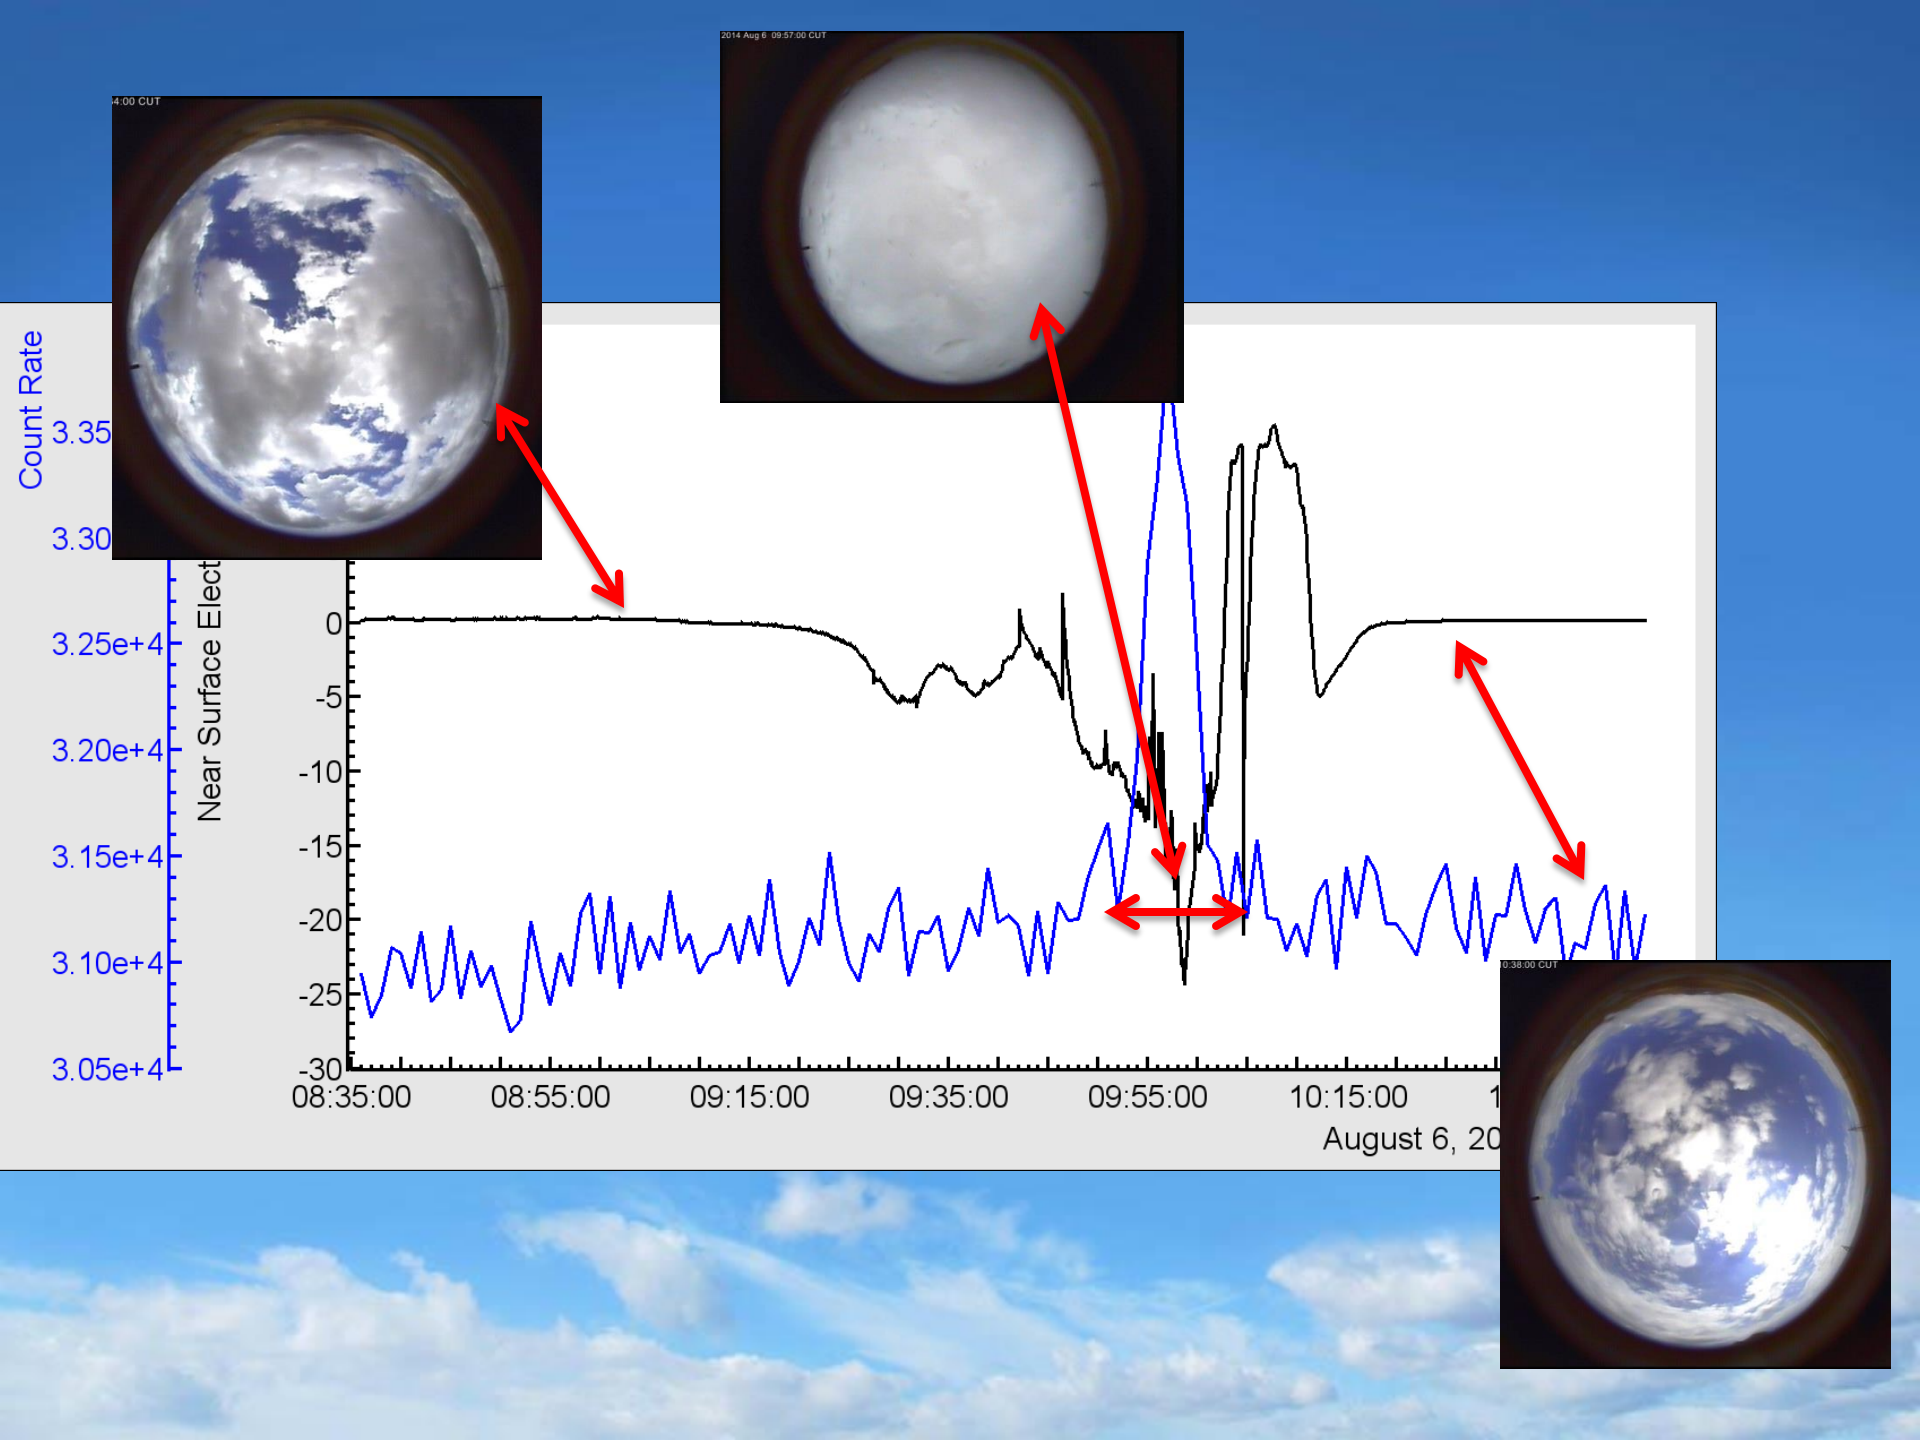 2014 Aug 6 09:57:00 CUT
4:00 CUT
Count Rate
3.35
3.30
3.25e+4
3.20e+4
3.15e+4
3.10e+4
3.05e+4
Near Surface Elect
0
-5
-10
-15
-20
-25
-30
08:35:00 08:55:00 09:15:00 09:35:00 09:55:00 10:15:00 1
August 6, 20
0:38:00 CUT